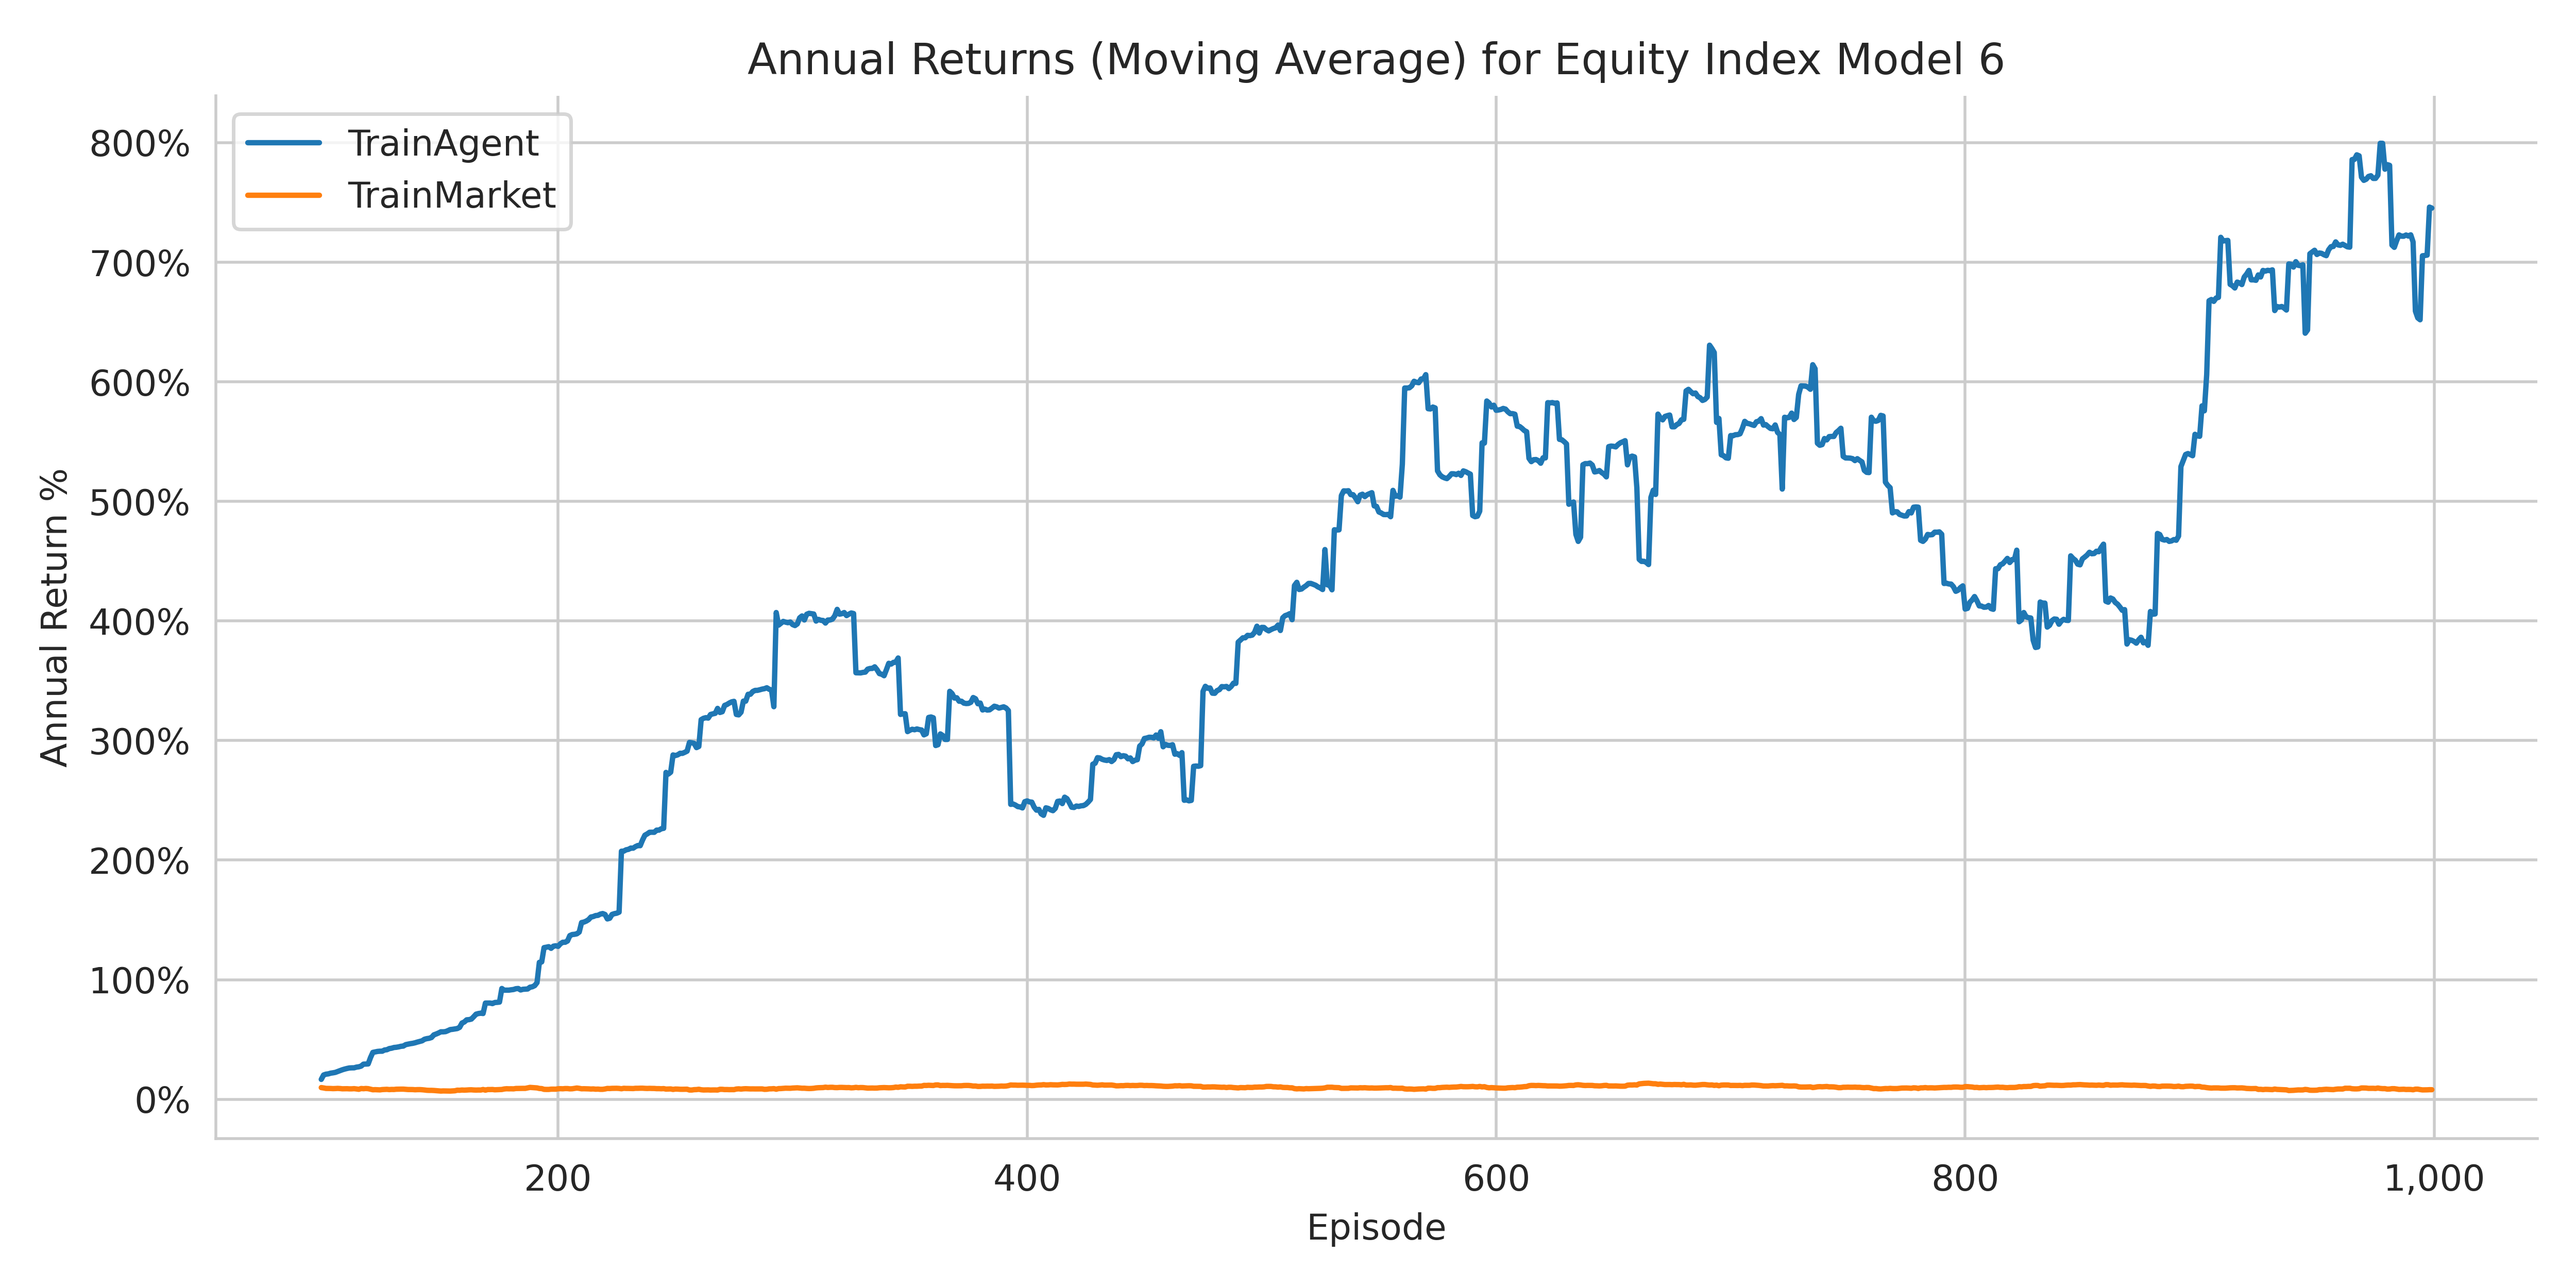 Annual Returns (Moving Average) for Equity Index Model 6
TrainAgent
TrainMarket
Annual Return %
800%
700%
600%
500%
400%
300%
200%
100%
0%
200
400
600
800
1,000
Episode